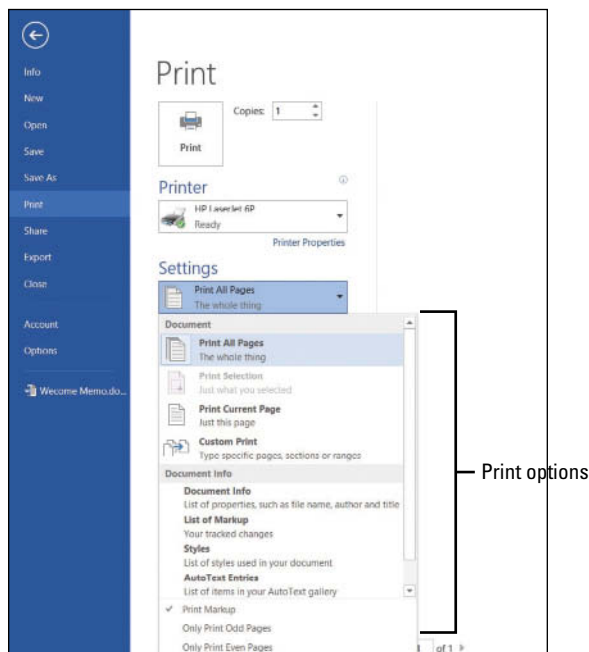 Info
New
Open
Save
Save As
Print
Share
Export
Close
Account
Options
Wecome Memo.do...
Print
Copies: 1
Print
Printer
HP LaserJet 6P
Ready
Printer Properties
Settings
Print All Pages
The whole thing
Document
Print All Pages
The whole thing
Print Selection
Just what you selected
Print Current Page
Just this page
Custom Print
Type specific pages, sections or ranges
Document Info
Document Info
List of properties, such as file name, author and title
List of Markup
Your tracked changes
Styles
List of styles used in your document
AutoText Entries
List of items in your AutoText gallery
✓ Print Markup
Only Print Odd Pages
Only Print Even Pages
of 1
Print options